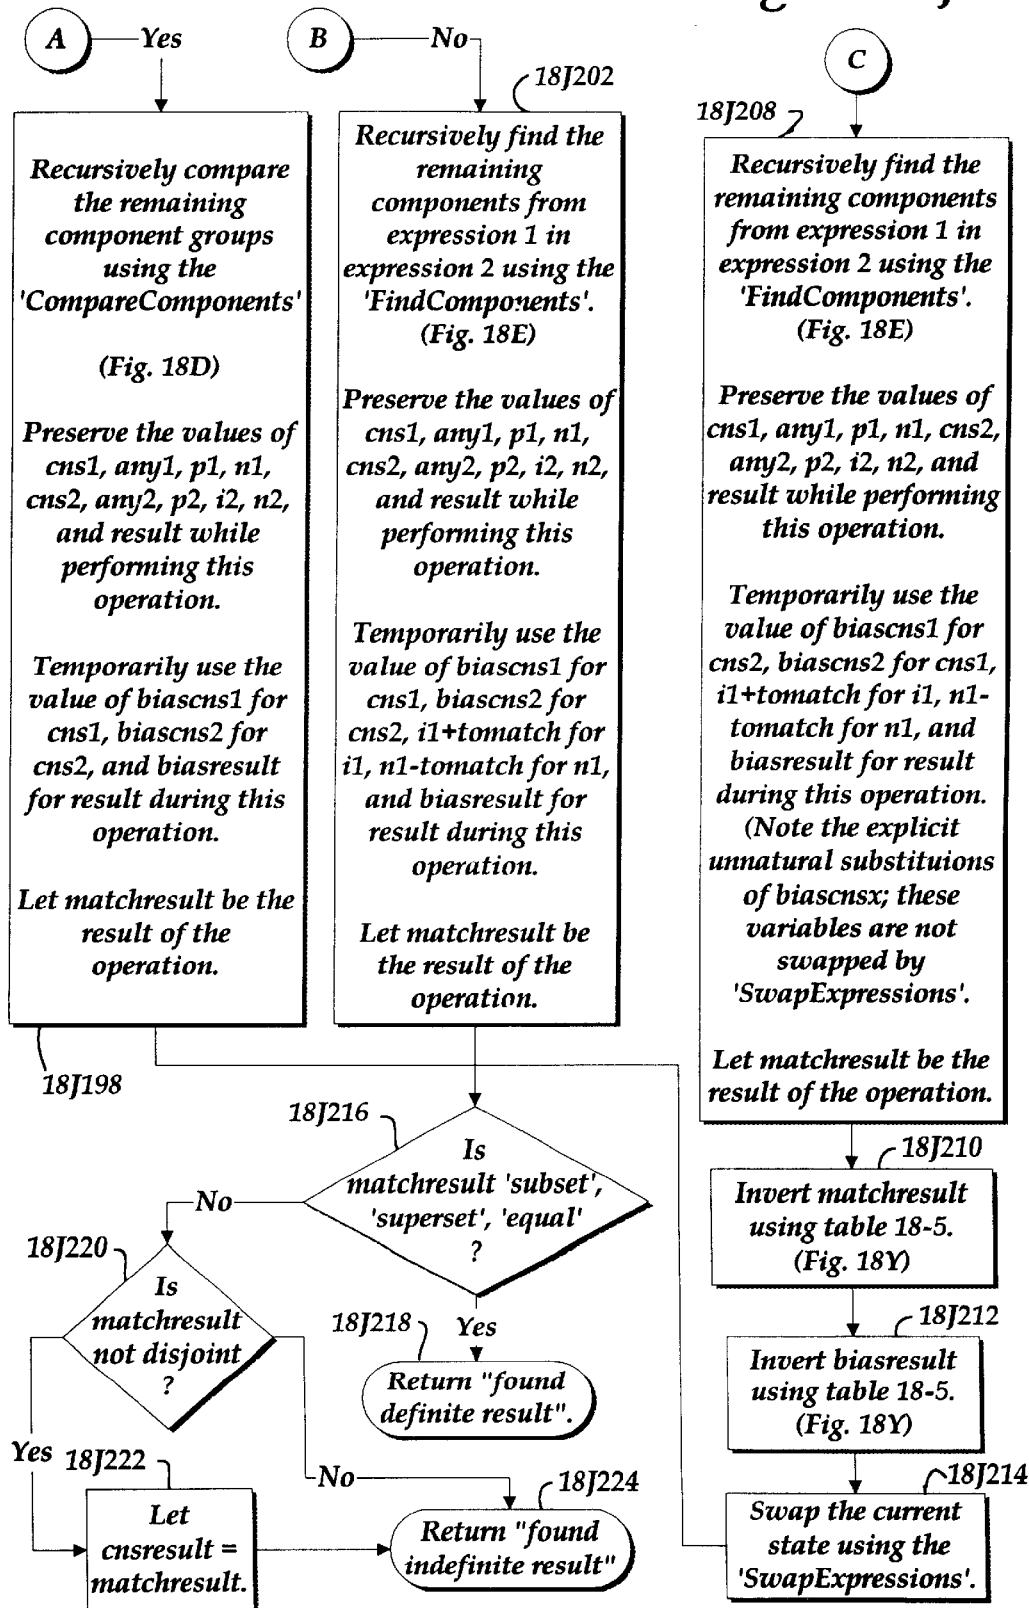 A
Yes
Recursively compare
the remaining
component groups
using the
'CompareComponents'
(Fig. 18D)
Preserve the values of
cns1, any1, p1, n1,
cns2, any2, p2, i2, n2,
and result while
performing this
operation.
Temporarily use the
value of biascns1 for
cns1, biascns2 for
cns2, and biasresult
for result during this
operation.
Let matchresult be the
result of the
operation.
18J198
B
No
18J202
Recursively find the
remaining
components from
expression 1 in
expression 2 using the
'FindComponents'.
(Fig. 18E)
Preserve the values of
cns1, any1, p1, n1,
cns2, any2, p2, i2, n2,
and result while
performing this
operation.
Temporarily use the
value of biascns1 for
cns1, biascns2 for
cns2, i1+tomatch for
i1, n1-tomatch for n1,
and biasresult for
result during this
operation.
Let matchresult be
the result of the
operation.
C
18J208
Recursively find the
remaining components
from expression 1 in
expression 2 using the
'FindComponents'.
(Fig. 18E)
Preserve the values of
cns1, any1, p1, n1, cns2,
any2, p2, i2, n2, and
result while performing
this operation.
Temporarily use the
value of biascns1 for
cns2, biascns2 for cns1,
i1+tomatch for i1, n1-
tomatch for n1, and
biasresult for result
during this operation.
(Note the explicit
unnatural substituions
of biascnsx; these
variables are not
swapped by
'SwapExpressions'.
Let matchresult be the
result of the operation.
18J210
Invert matchresult
using table 18-5.
(Fig. 18Y)
18J212
Invert biasresult
using table 18-5.
(Fig. 18Y)
18J214
Swap the current
state using the
'SwapExpressions'.
18J216
Is
matchresult 'subset',
'superset', 'equal'
?
No
18J220
Is
matchresult
not disjoint
?
18J218
Yes
Return "found
definite result".
Yes
18J222
Let
cnsresult =
matchresult.
No
18J224
Return "found
indefinite result"